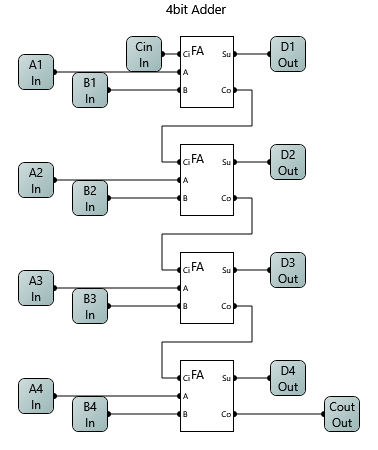 4bit Adder
Cin
In
Ci FA Su
D1
Out
A1
In
A
B1
In
B Co
Ci FA Su
D2
Out
A2
In
A
B2
In
B Co
Ci FA Su
D3
Out
A3
In
A
B3
In
B Co
Ci FA Su
D4
Out
A4
In
A
B4
In
B Co
Cout
Out